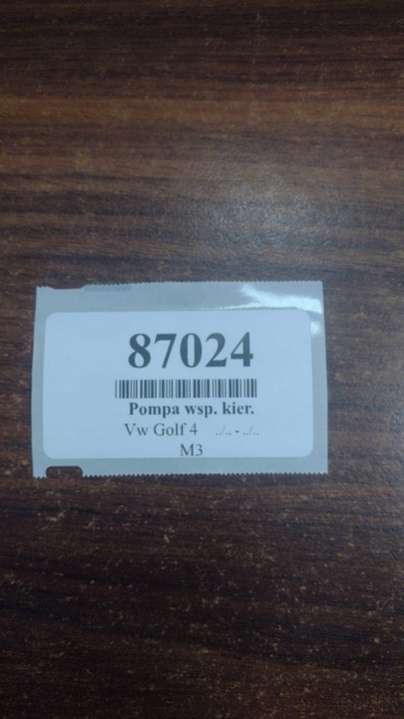 87024
Pompa wsp. kier.
Vw Golf 4 ../.. - ../..
M3